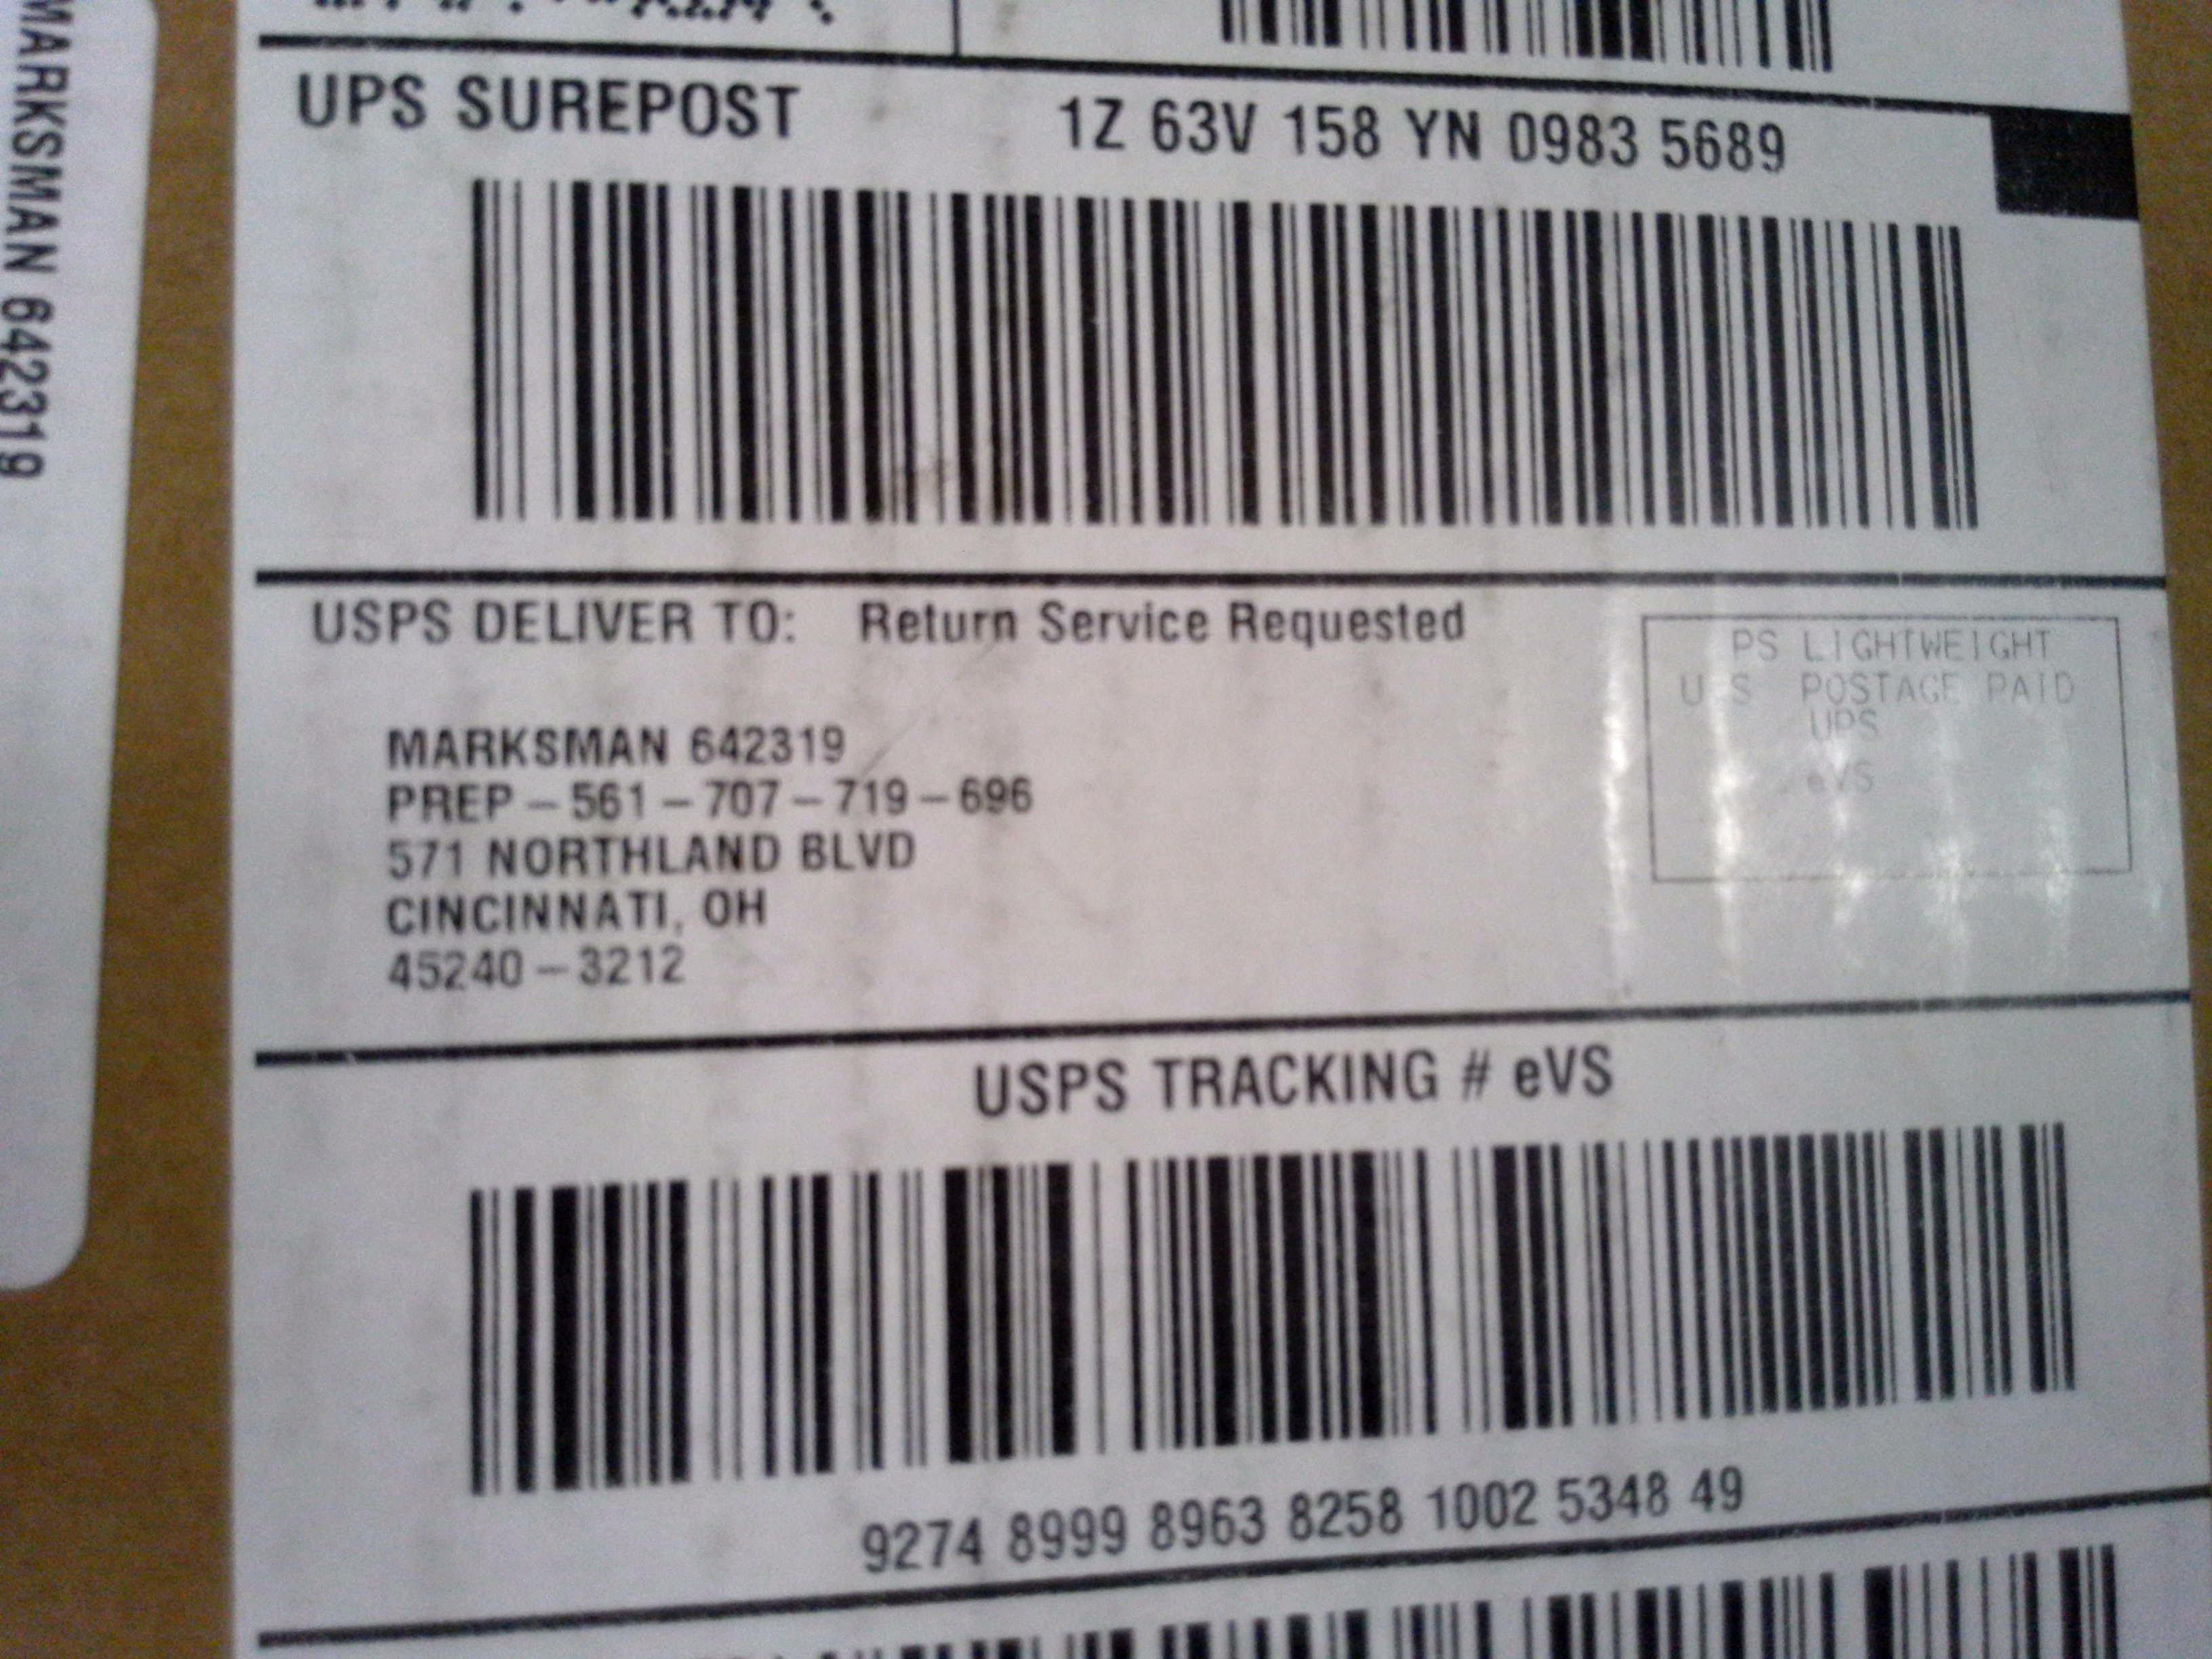 MARKSMAN 642319
UPS SUREPOST
1Z 63V 158 YN 0983 5689
USPS DELIVER TO: Return Service Requested
PS LIGHTWEIGHT
U S POSTAGE PAID
UPS
eVS
MARKSMAN 642319
PREP-561-707-719-696
571 NORTHLAND BLVD
CINCINNATI, OH
45240-3212
USPS TRACKING # eVS
9274 8999 8963 8258 1002 5348 49